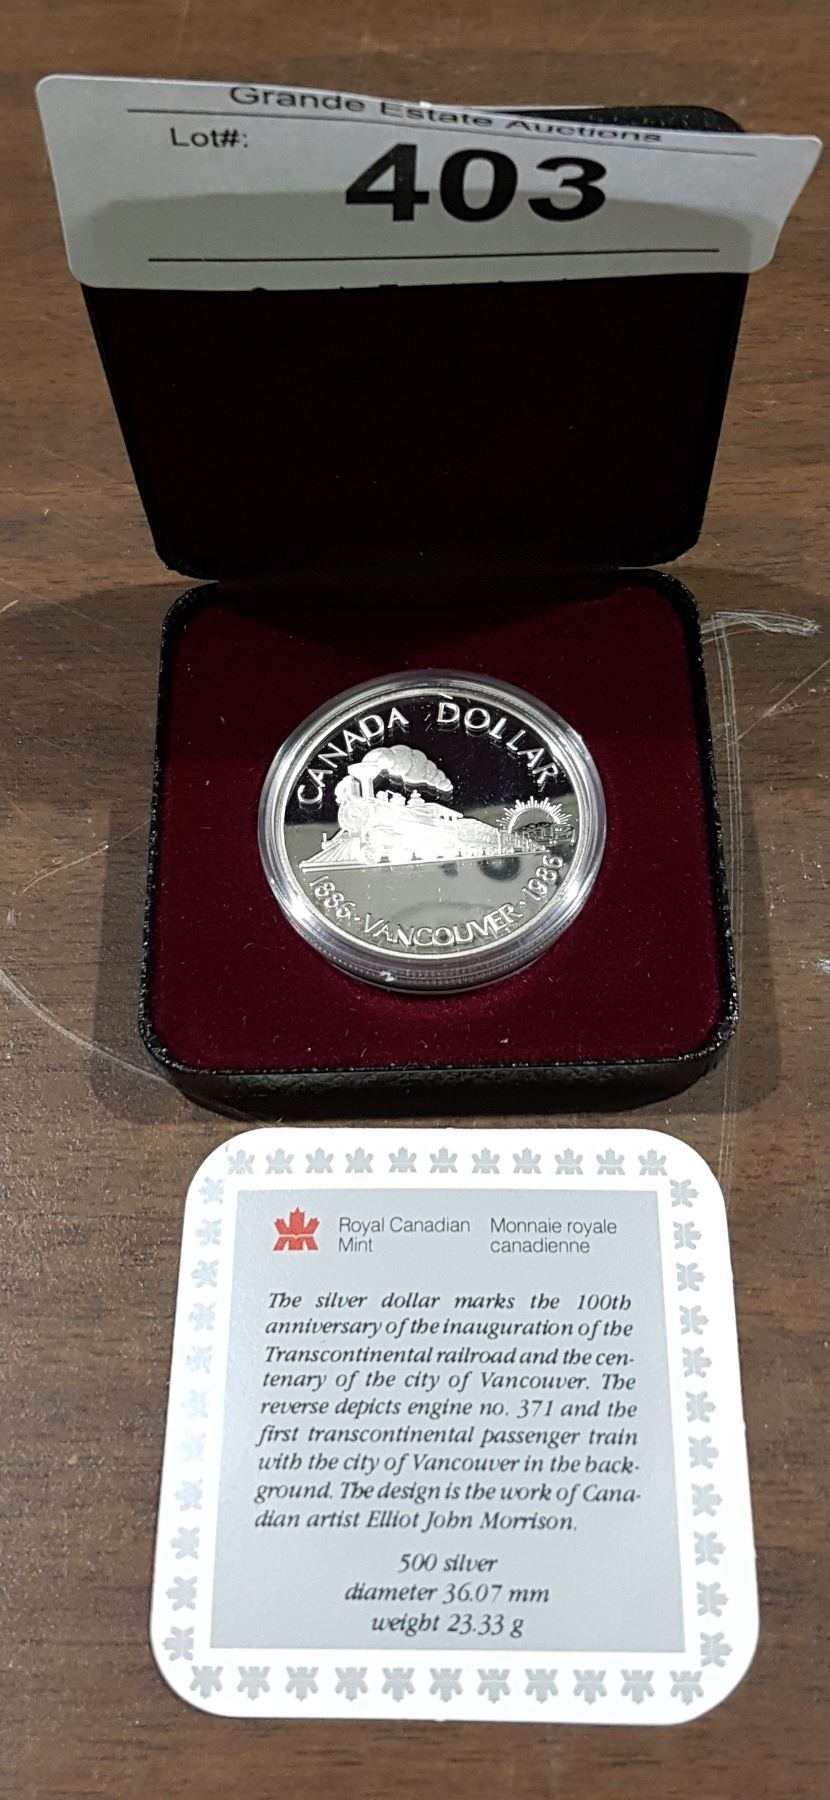 Grande Estate Auctions
Lot#:
403
CANADA DOLLAR
1886 · VANCOUVER · 1986
Royal Canadian Mint
Monnaie royale canadienne
The silver dollar marks the 100th
anniversary of the inauguration of the
Transcontinental railroad and the cen-
tenary of the city of Vancouver. The
reverse depicts engine no. 371 and the
first transcontinental passenger train
with the city of Vancouver in the back-
ground. The design is the work of Cana-
dian artist Elliot John Morrison.
500 silver
diameter 36.07 mm
weight 23.33 g